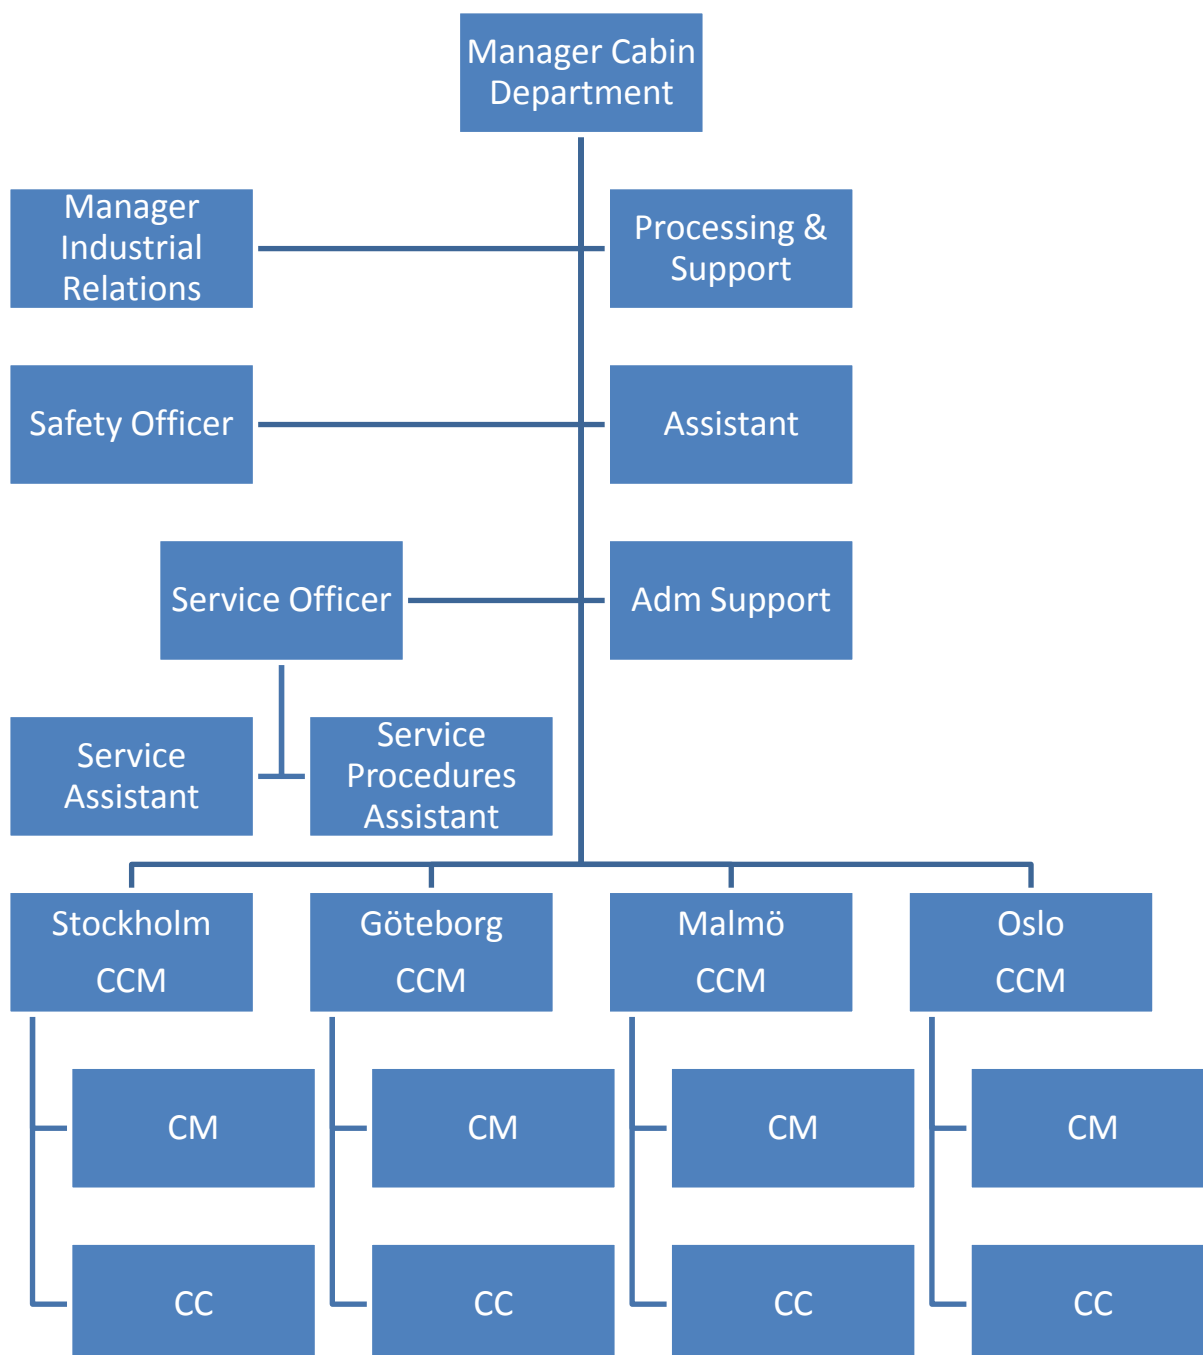 Manager Cabin
Department
Manager
Industrial
Relations
Processing &
Support
Safety Officer
Assistant
Service Officer
Adm Support
Service
Assistant
Service
Procedures
Assistant
Stockholm
CCM
Göteborg
CCM
Malmö
CCM
Oslo
CCM
CM
CM
CM
CM
CC
CC
CC
CC